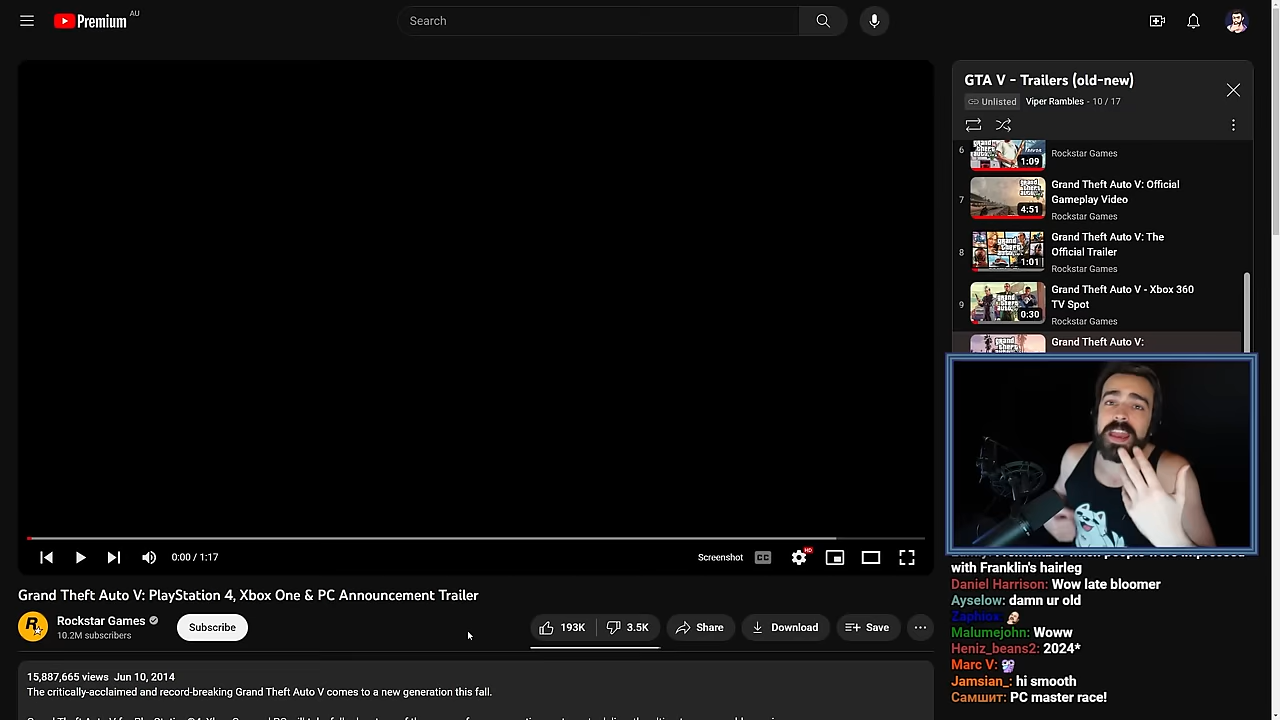 Premium AU
Search
GTA V - Trailers (old-new)
Unlisted Viper Rambles - 10 / 17
6
1:09
Rockstar Games
7
4:51
Grand Theft Auto V: Official
Gameplay Video
Rockstar Games
8
1:01
Grand Theft Auto V: The
Official Trailer
Rockstar Games
9
0:30
Grand Theft Auto V - Xbox 360
TV Spot
Rockstar Games
Grand Theft Auto V:
0:00 / 1:17
Screenshot
CC
HD
Grand Theft Auto V: PlayStation 4, Xbox One & PC Announcement Trailer
Rockstar Games
10.2M subscribers
Subscribe
193K
3.5K
Share
Download
Save
15,887,665 views Jun 10, 2014
The critically-acclaimed and record-breaking Grand Theft Auto V comes to a new generation this fall.
with Franklin's hairleg
Daniel Harrison: Wow late bloomer
Ayselow: damn ur old
Zaphiox:
Malumejohn: Woww
Heniz_beans2: 2024*
Marc V:
Jamsian_: hi smooth
Самшит: PC master race!